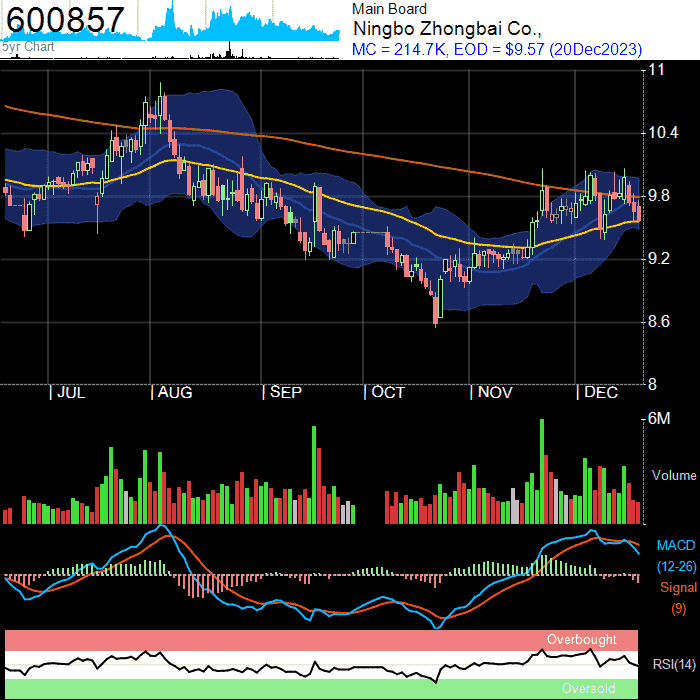 600857
5yr Chart
Main Board
Ningbo Zhongbai Co.,
MC = 214.7K, EOD = $9.57 (20Dec2023)
11
10.4
9.8
9.2
8.6
8
| JUL | AUG | SEP | OCT | NOV | DEC
6M
Volume
MACD
(12-26)
Signal
(9)
Overbought
RSI(14)
Oversold